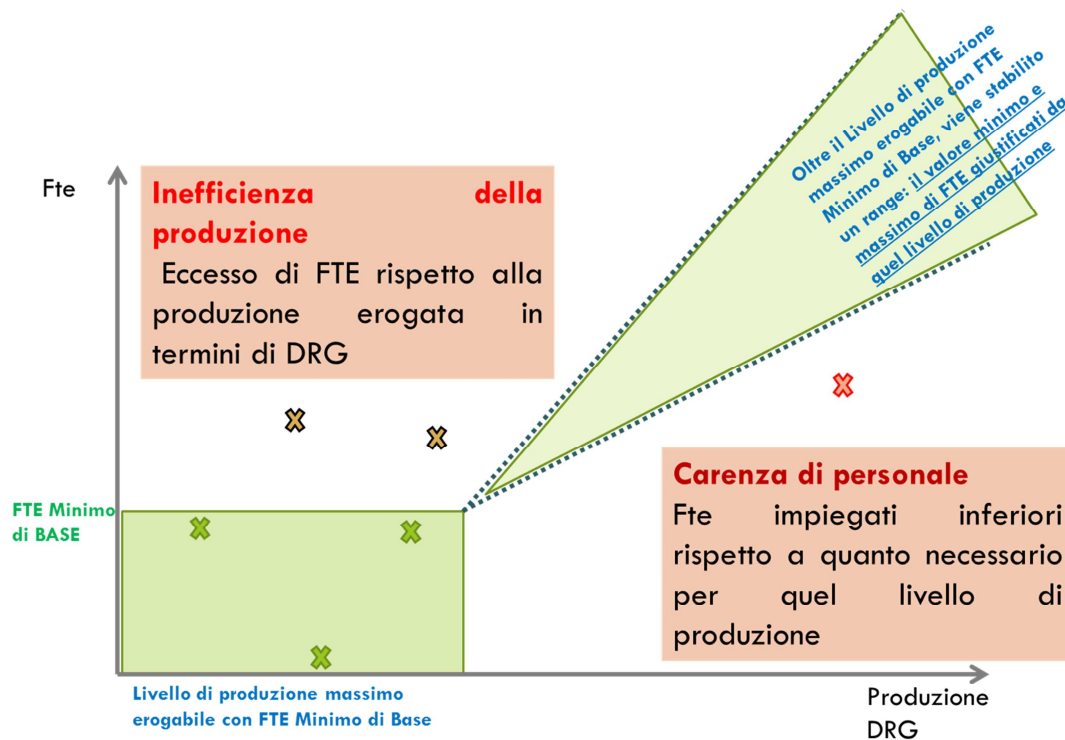 Fte
Inefficienza della
produzione
Eccesso di FTE rispetto alla
produzione erogata in
termini di DRG
Oltre il Livello di produzione
massimo erogabile con FTE
Minimo di Base, viene stabilito
un range: il valore minimo e
massimo di FTE giustificati da
quel livello di produzione
FTE Minimo
di BASE
Carenza di personale
Fte impiegati inferiori
rispetto a quanto necessario
per quel livello di
produzione
Livello di produzione massimo
erogabile con FTE Minimo di Base
Produzione
DRG